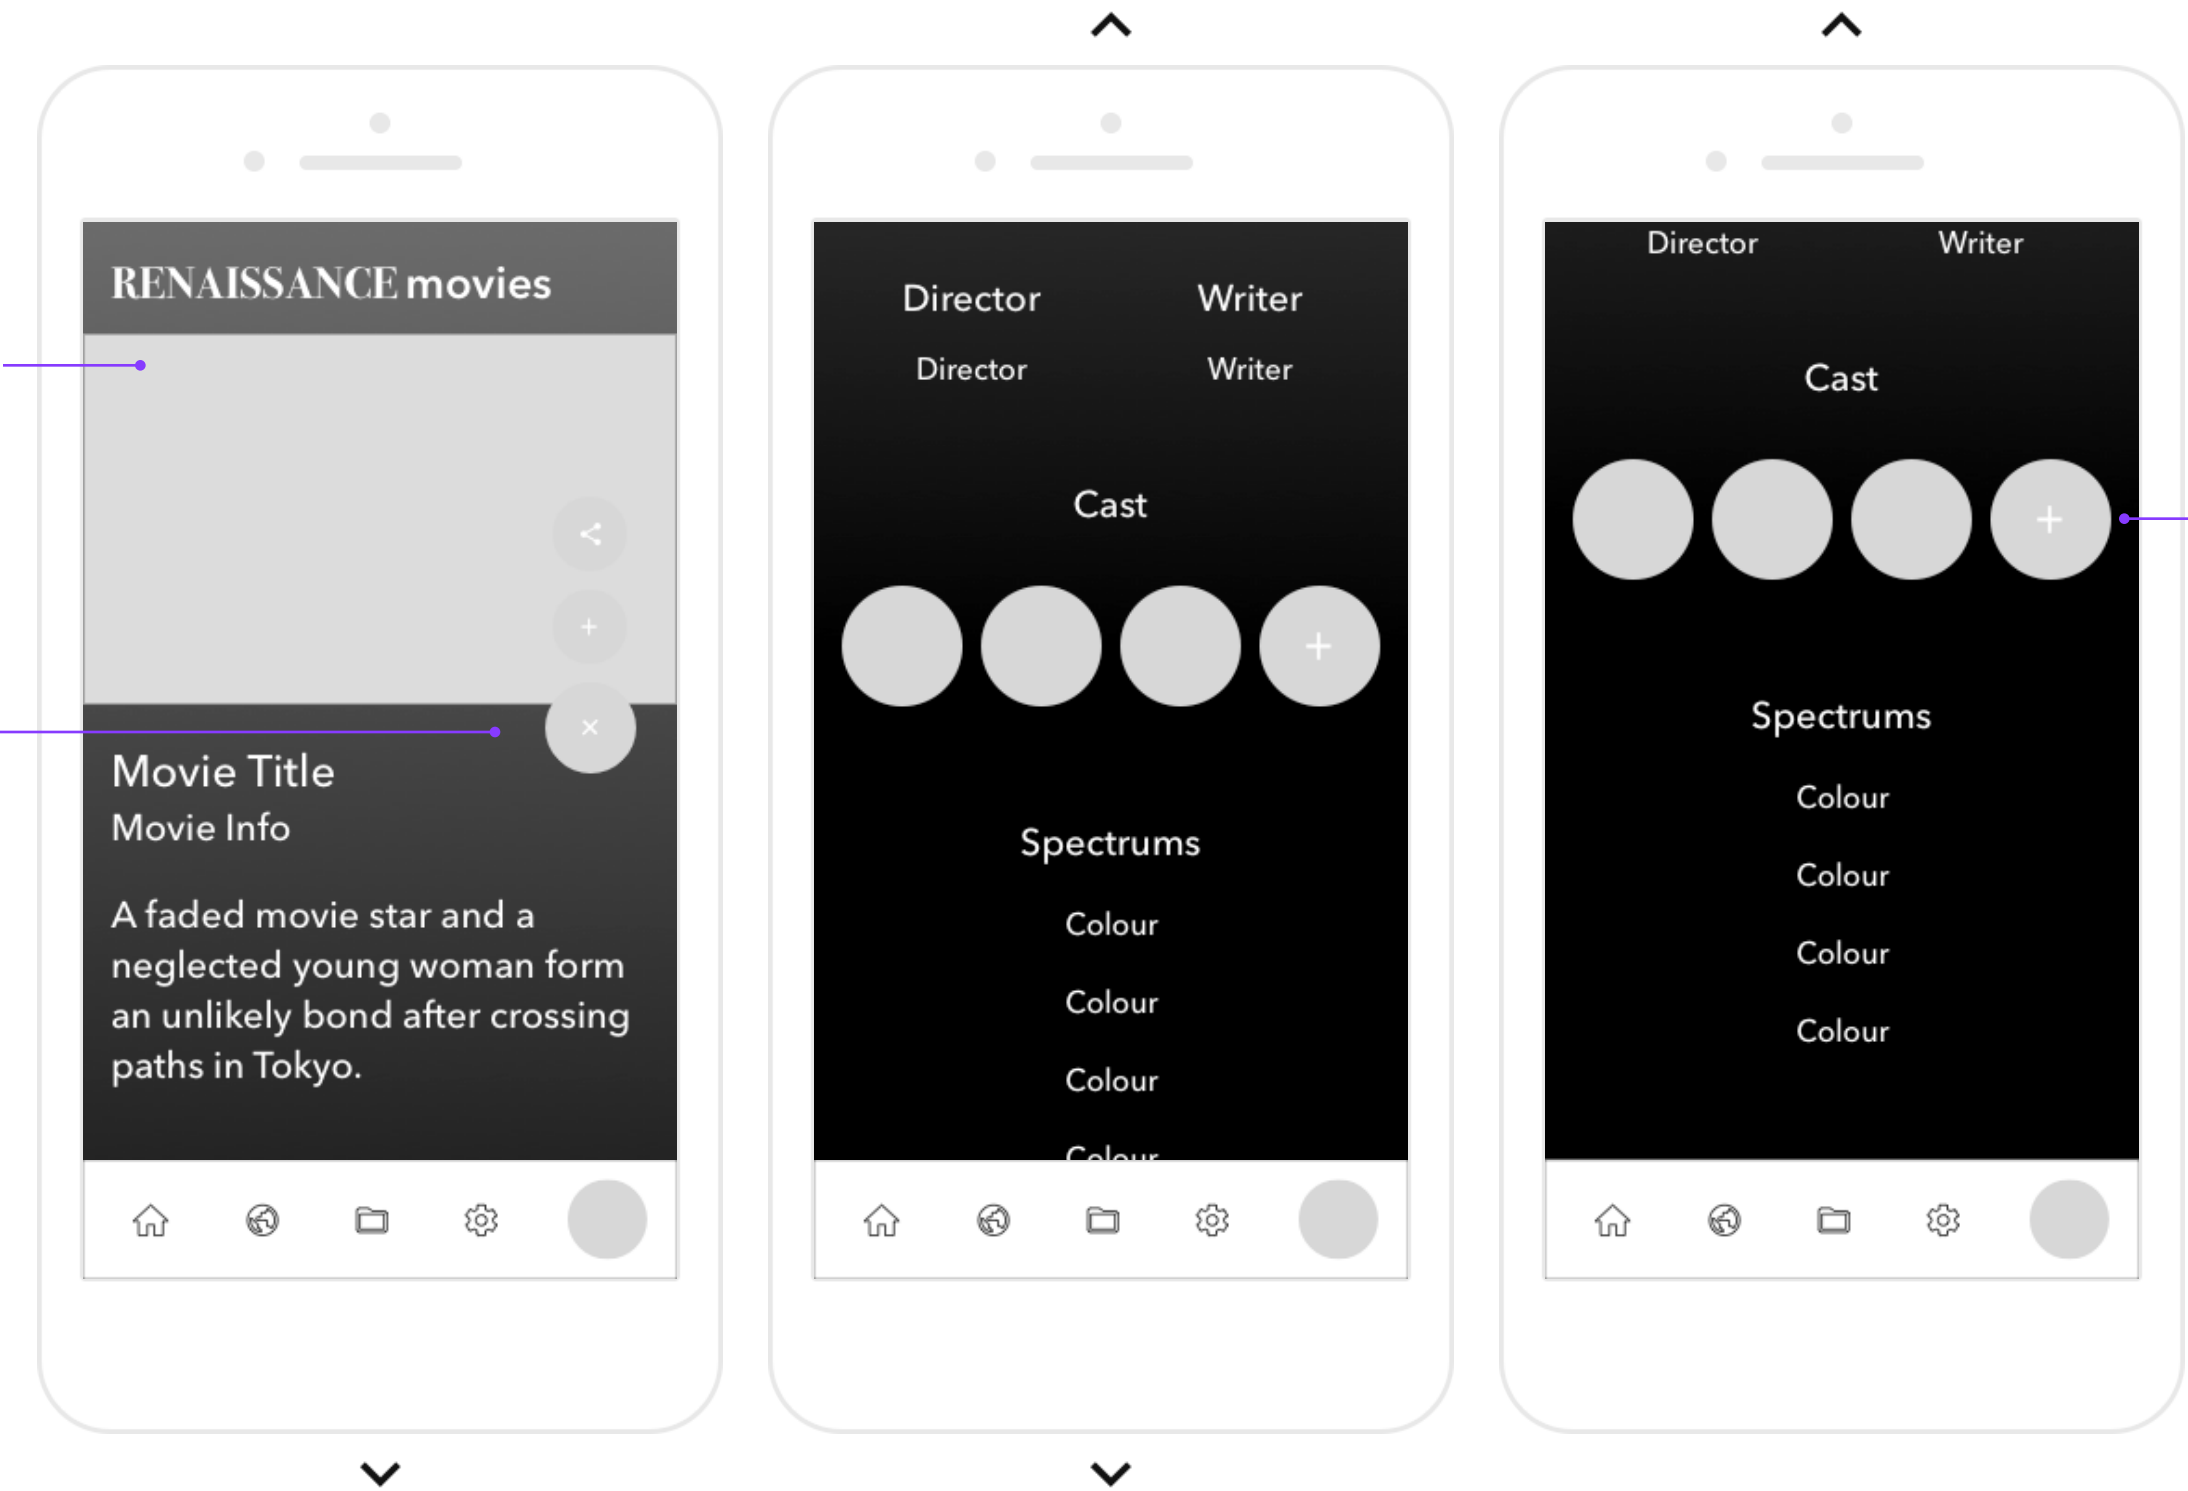 RENAISSANCE movies
Movie Title
Movie Info
A faded movie star and a
neglected young woman form
an unlikely bond after crossing
paths in Tokyo.
Director Writer
Director Writer
Cast
Spectrums
Colour
Colour
Colour
Colour
Director Writer
Cast
Spectrums
Colour
Colour
Colour
Colour